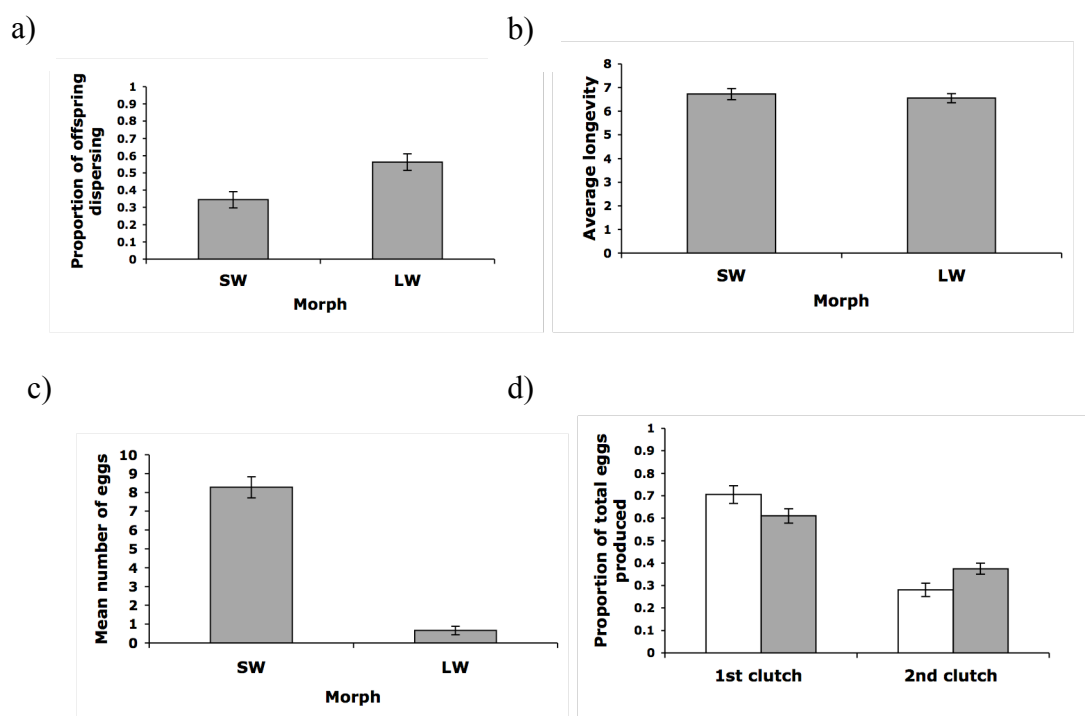 a)
Proportion of offspring
dispersing
1
0.9
0.8
0.7
0.6
0.5
0.4
0.3
0.2
0.1
0
SW LW
Morph
b)
Average longevity
8
7
6
5
4
3
2
1
0
SW LW
Morph
c)
Mean number of eggs
10
9
8
7
6
5
4
3
2
1
0
SW LW
Morph
d)
Proportion of total eggs
produced
1
0.9
0.8
0.7
0.6
0.5
0.4
0.3
0.2
0.1
0
1st clutch 2nd clutch